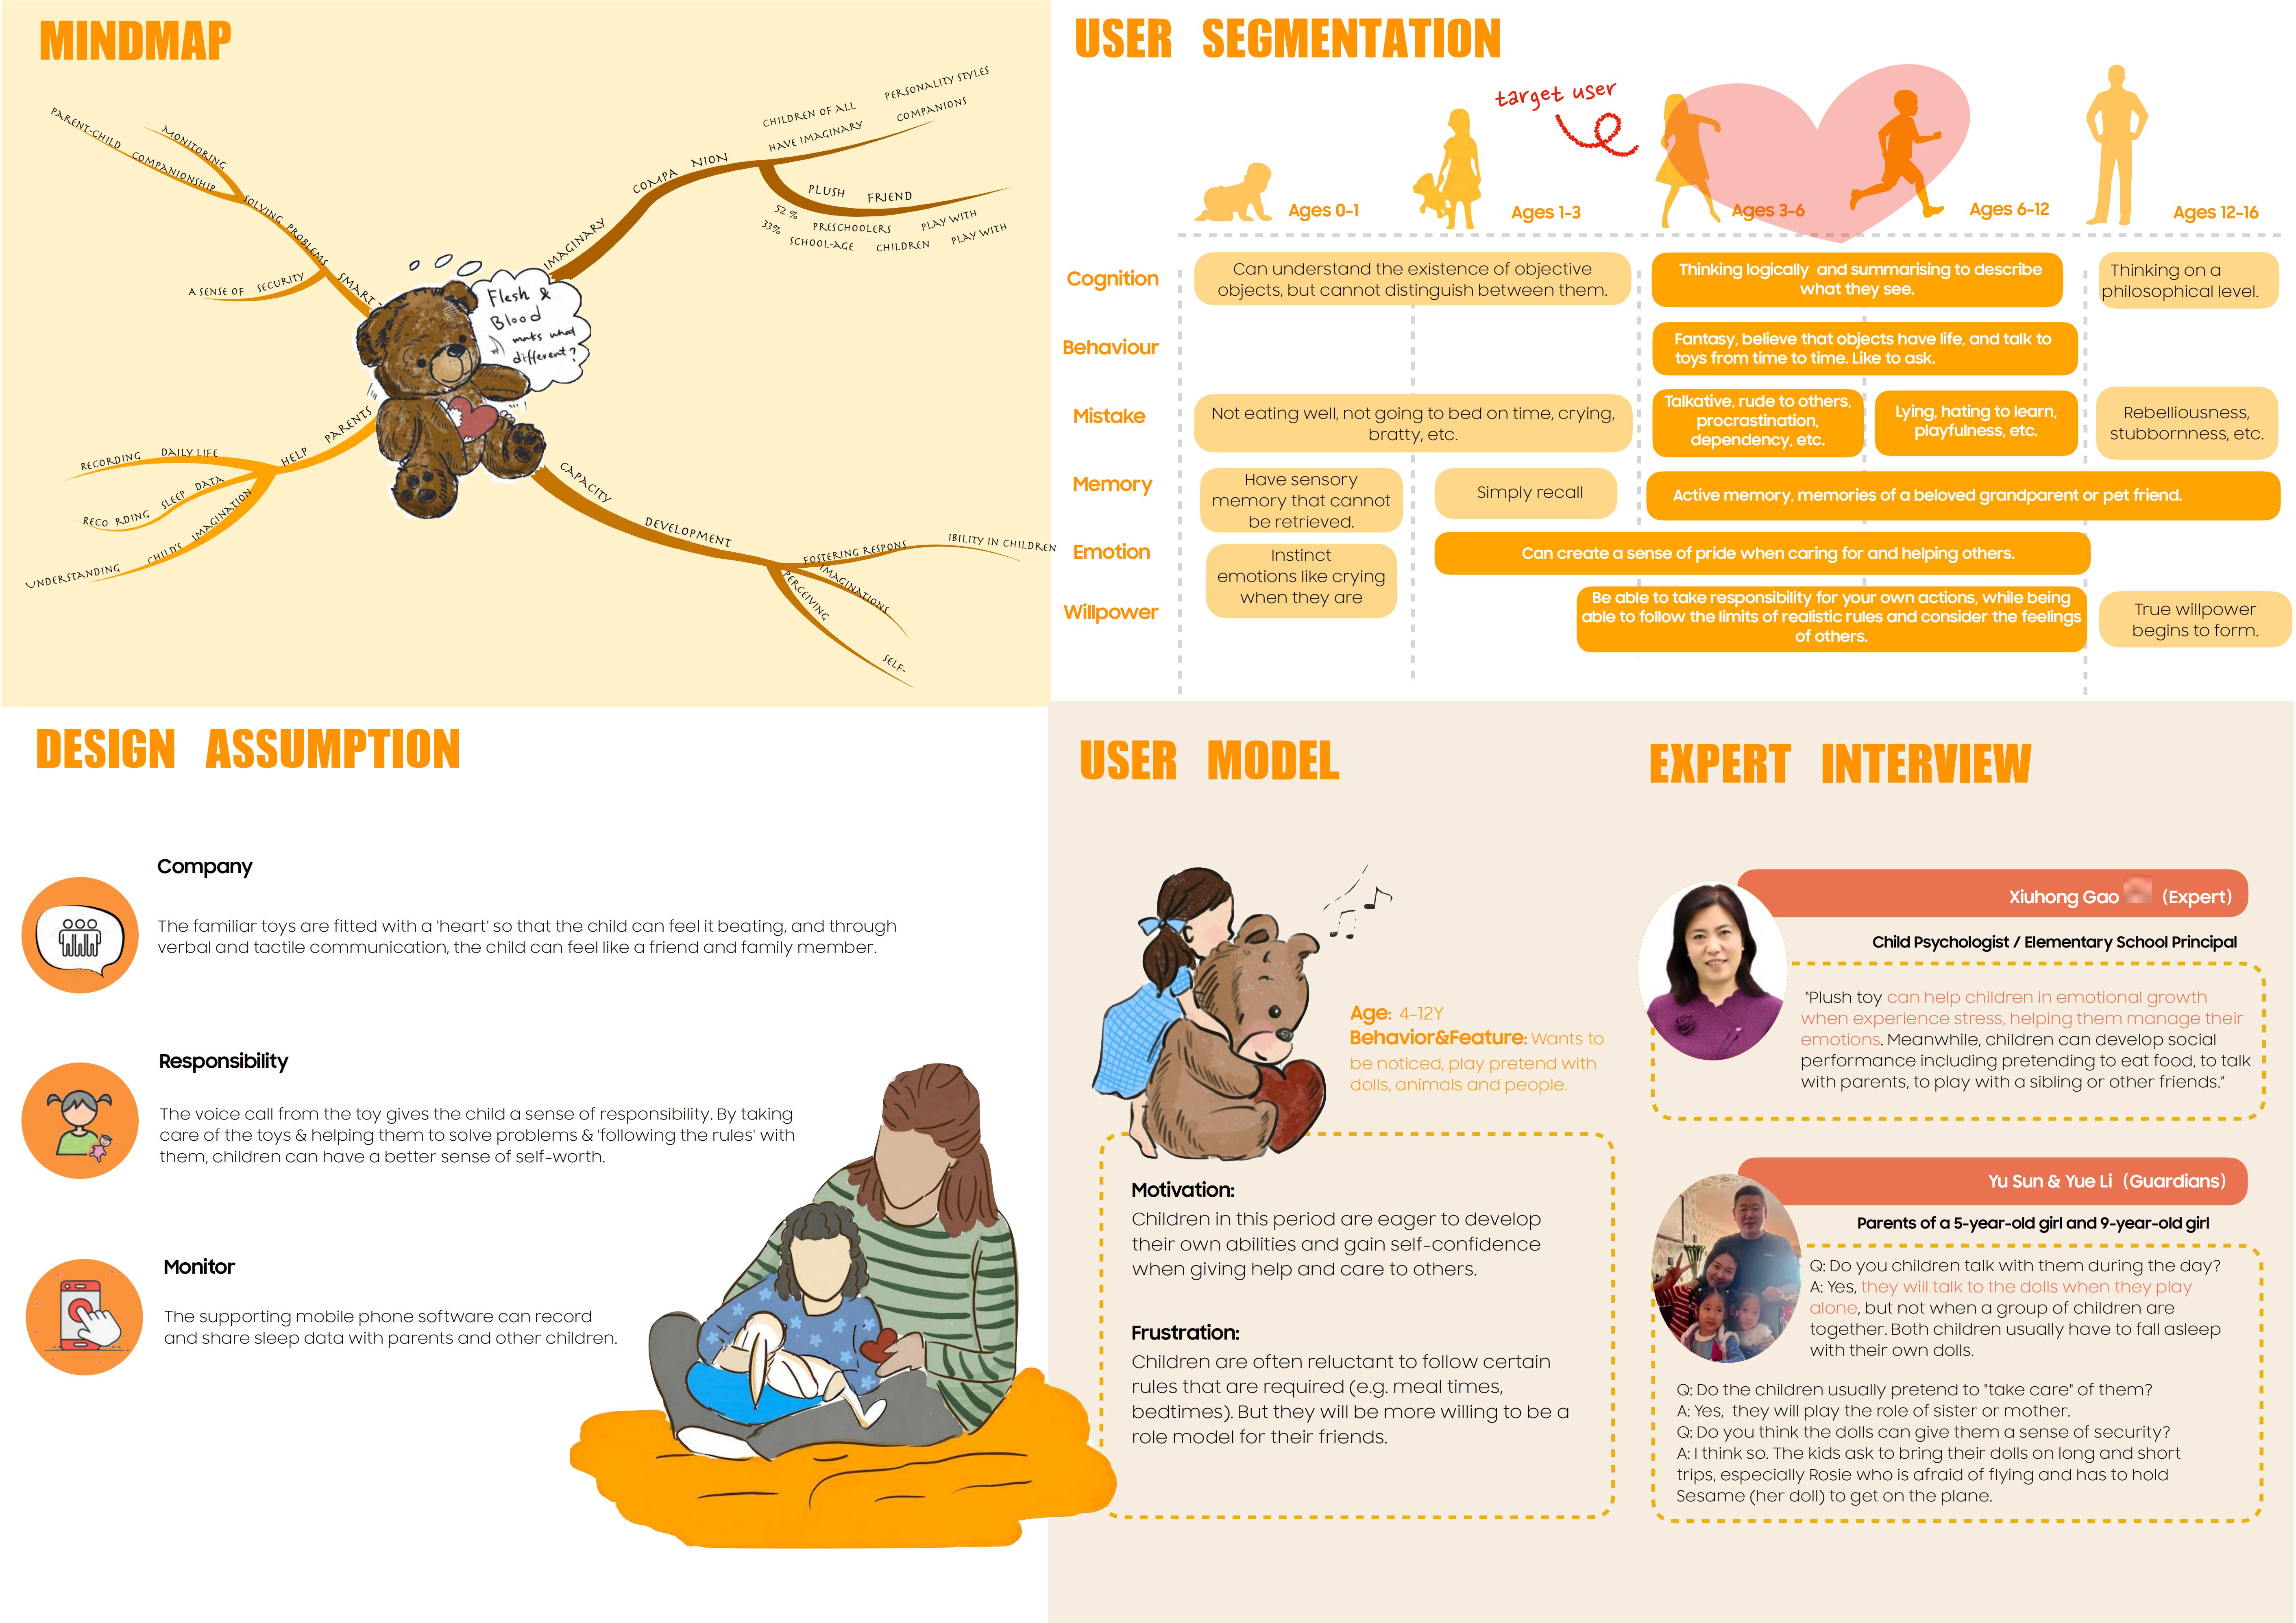 MINDMAP
PARENT-CHILD COMPANIONSHIP
MONITORING
SOLVING PROBLEMS
A SENSE OF SECURITY
SMART-
IMAGINARY COMPA NION
CHILDREN OF ALL PERSONALITY STYLES
HAVE IMAGINARY COMPANIONS
PLUSH FRIEND
52 % PRESCHOOLERS PLAY WITH
33% SCHOOL-AGE CHILDREN PLAY WITH
Flesh &
Blood
maks what
different?
HELP PARENTS
RECORDING DAILY LIFE
RECO RDING SLEEP DATA
UNDERSTANDING CHILD'S IMAGINATION
CAPACITY DEVELOPMENT
FOSTERING RESPONS IBILITY IN CHILDREN
IMAGINATIONS
PERCEIVING SELF-
USER SEGMENTATION
target user
Ages 0-1
Ages 1-3
Ages 3-6
Ages 6-12
Ages 12-16
Cognition
Can understand the existence of objective
objects, but cannot distinguish between them.
Thinking logically and summarising to describe
what they see.
Thinking on a
philosophical level.
Behaviour
Fantasy, believe that objects have life, and talk to
toys from time to time. Like to ask.
Mistake
Not eating well, not going to bed on time, crying,
bratty, etc.
Talkative, rude to others,
procrastination,
dependency, etc.
Lying, hating to learn,
playfulness, etc.
Rebelliousness,
stubbornness, etc.
Memory
Have sensory
memory that cannot
be retrieved.
Simply recall
Active memory, memories of a beloved grandparent or pet friend.
Emotion
Instinct
emotions like crying
when they are
Can create a sense of pride when caring for and helping others.
Willpower
Be able to take responsibility for your own actions, while being
able to follow the limits of realistic rules and consider the feelings
of others.
True willpower
begins to form.
DESIGN ASSUMPTION
Company
The familiar toys are fitted with a 'heart' so that the child can feel it beating, and through
verbal and tactile communication, the child can feel like a friend and family member.
Responsibility
The voice call from the toy gives the child a sense of responsibility. By taking
care of the toys & helping them to solve problems & 'following the rules' with
them, children can have a better sense of self-worth.
Monitor
The supporting mobile phone software can record
and share sleep data with parents and other children.
USER MODEL
Age: 4-12Y
Behavior&Feature: Wants to
be noticed, play pretend with
dolls, animals and people.
Motivation:
Children in this period are eager to develop
their own abilities and gain self-confidence
when giving help and care to others.
Frustration:
Children are often reluctant to follow certain
rules that are required (e.g. meal times,
bedtimes). But they will be more willing to be a
role model for their friends.
EXPERT INTERVIEW
Xiuhong Gao (Expert)
Child Psychologist / Elementary School Principal
"Plush toy can help children in emotional growth
when experience stress, helping them manage their
emotions. Meanwhile, children can develop social
performance including pretending to eat food, to talk
with parents, to play with a sibling or other friends."
Yu Sun & Yue Li (Guardians)
Parents of a 5-year-old girl and 9-year-old girl
Q: Do you children talk with them during the day?
A: Yes, they will talk to the dolls when they play
alone, but not when a group of children are
together. Both children usually have to fall asleep
with their own dolls.
Q: Do the children usually pretend to "take care" of them?
A: Yes, they will play the role of sister or mother.
Q: Do you think the dolls can give them a sense of security?
A: I think so. The kids ask to bring their dolls on long and short
trips, especially Rosie who is afraid of flying and has to hold
Sesame (her doll) to get on the plane.